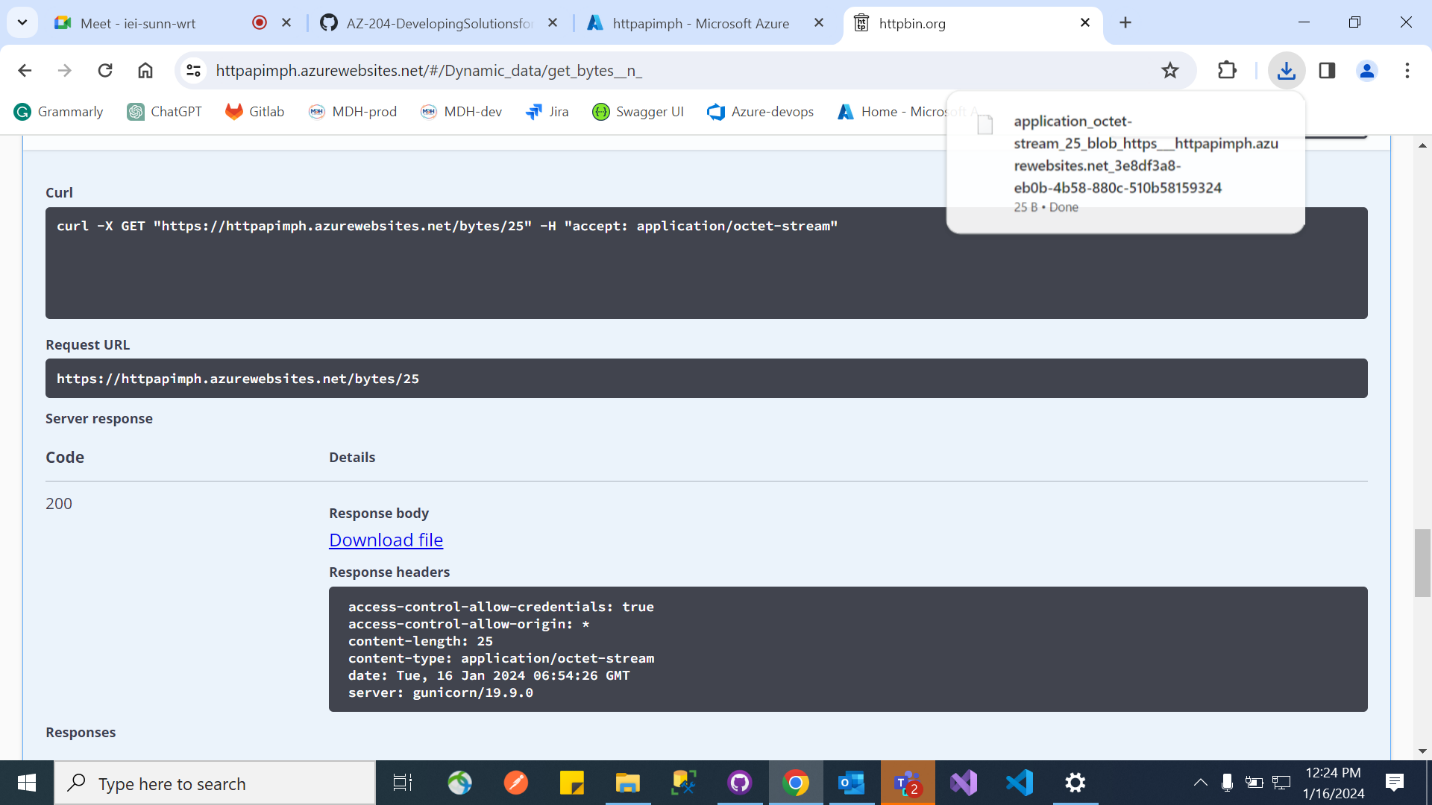 Meet - iei-sunn-wrt
AZ-204-DevelopingSolutionsfor
httpapimph - Microsoft Azure
httpbin.org
httpapimph.azurewebsites.net/#/Dynamic_data/get_bytes__n_
Grammarly
ChatGPT
Gitlab
MDH-prod
MDH-dev
Jira
Swagger UI
Azure-devops
Home - Microsoft A
application_octet-
stream_25_blob_https___httpapimph.azu
rewebsites.net_3e8df3a8-
eb0b-4b58-880c-510b58159324
25 B • Done
Curl
curl -X GET "https://httpapimph.azurewebsites.net/bytes/25" -H "accept: application/octet-stream"
Request URL
https://httpapimph.azurewebsites.net/bytes/25
Server response
Code
Details
200
Response body
Download file
Response headers
access-control-allow-credentials: true
access-control-allow-origin: *
content-length: 25
content-type: application/octet-stream
date: Tue, 16 Jan 2024 06:54:26 GMT
server: gunicorn/19.9.0
Responses
Type here to search
2
12:24 PM
1/16/2024